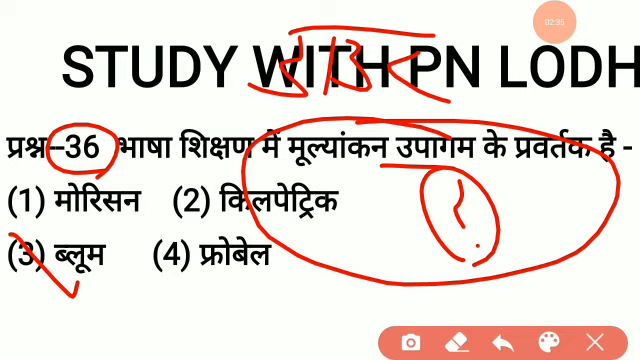 02:35
STUDY WITH PN LODH
प्रश्न-36 भाषा शिक्षण में मूल्यांकन उपागम के प्रवर्तक है -
(1) मोरिसन (2) किलपेट्रिक
(3) ब्लूम (4) फ्रोबेल
?